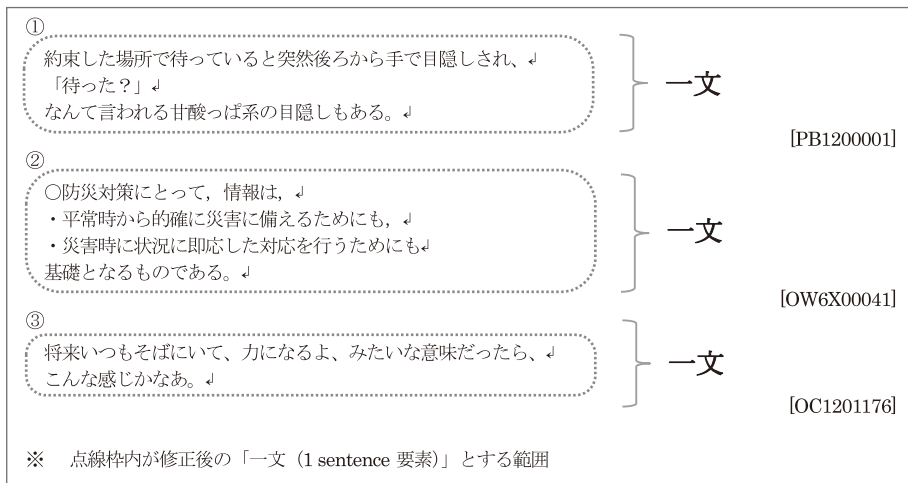 ①
約束した場所で待っていると突然後ろから手で目隠しされ、↲
「待った？」↲
なんて言われる甘酸っぱ系の目隠しもある。↲
一文
[PB1200001]
②
〇防災対策にとって，情報は，↲
・平常時から的確に災害に備えるためにも，↲
・災害時に状況に即応した対応を行うためにも↲
基礎となるものである。↲
一文
[OW6X00041]
③
将来いつもそばにいて、力になるよ、みたいな意味だったら、↲
こんな感じかなあ。↲
一文
[OC1201176]
※　点線枠内が修正後の「一文（1 sentence 要素）」とする範囲